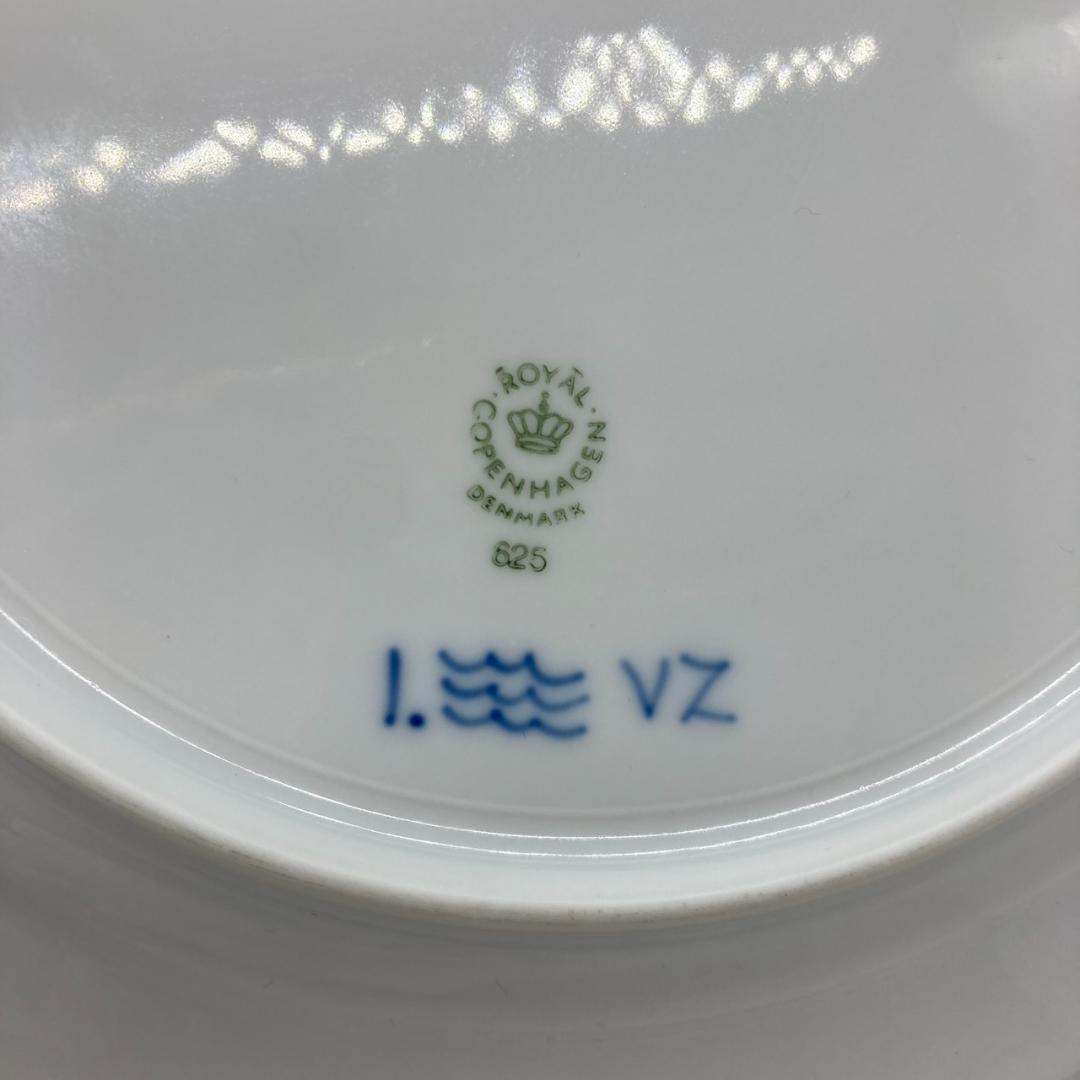 ROYAL
COPENHAGEN
DENMARK
625
1. VZ